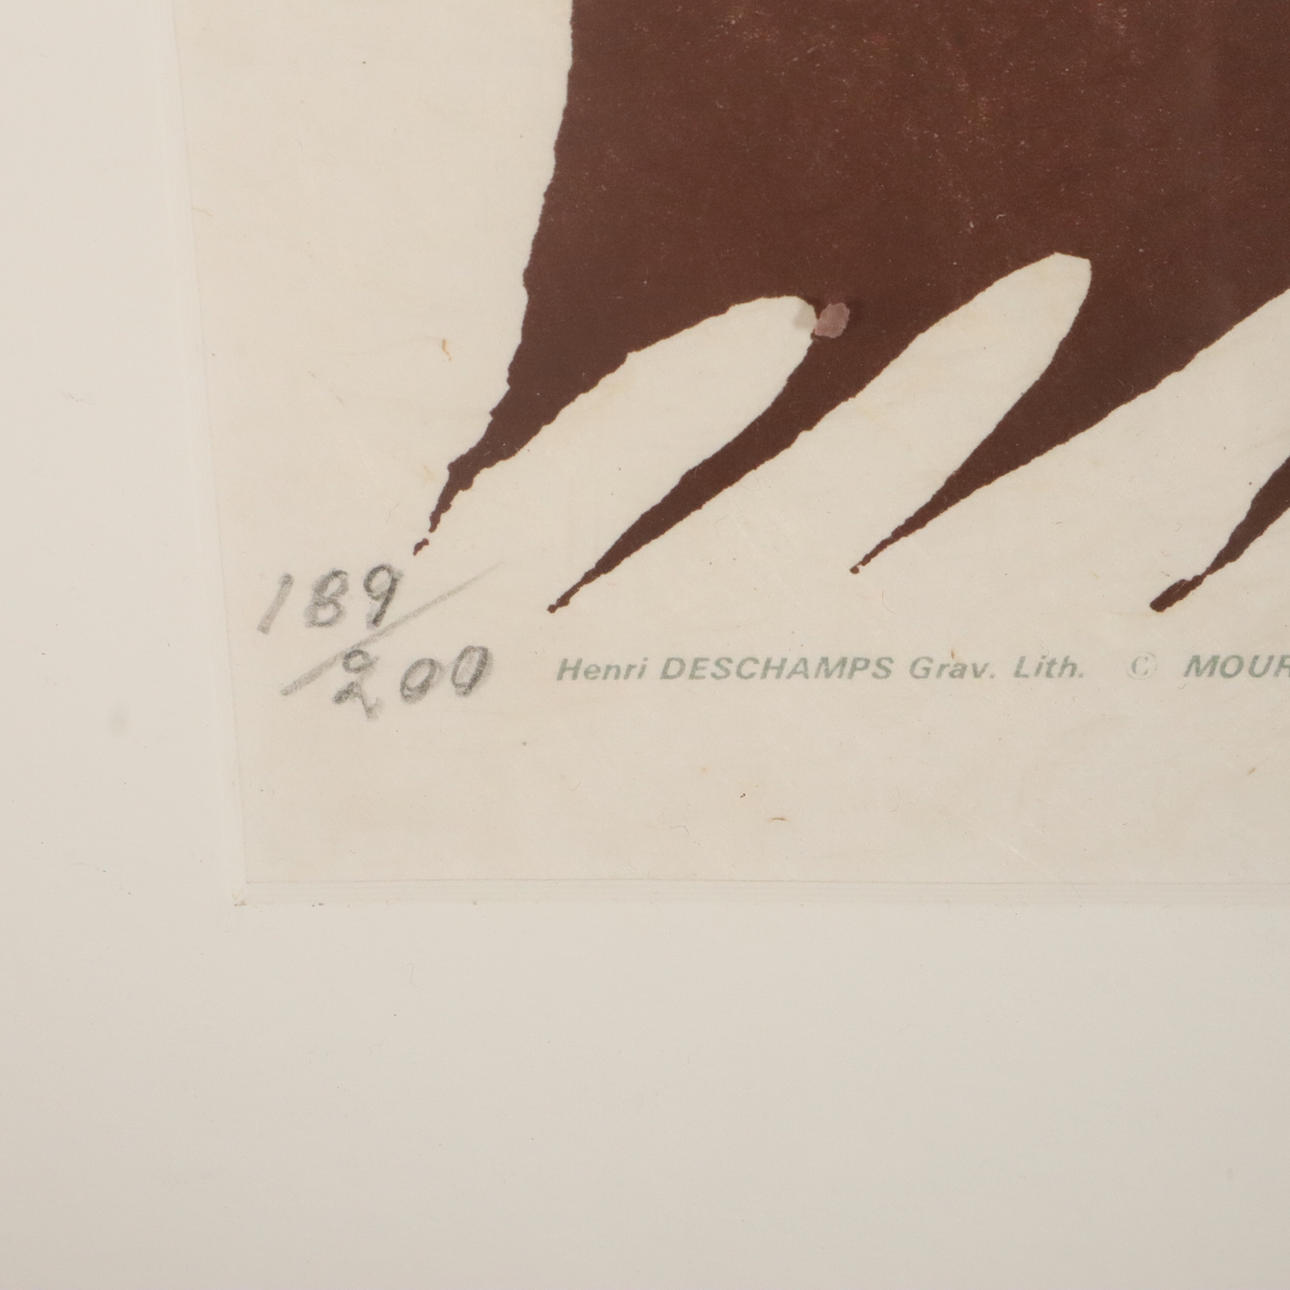 189/200
Henri DESCHAMPS Grav. Lith. © MOUR